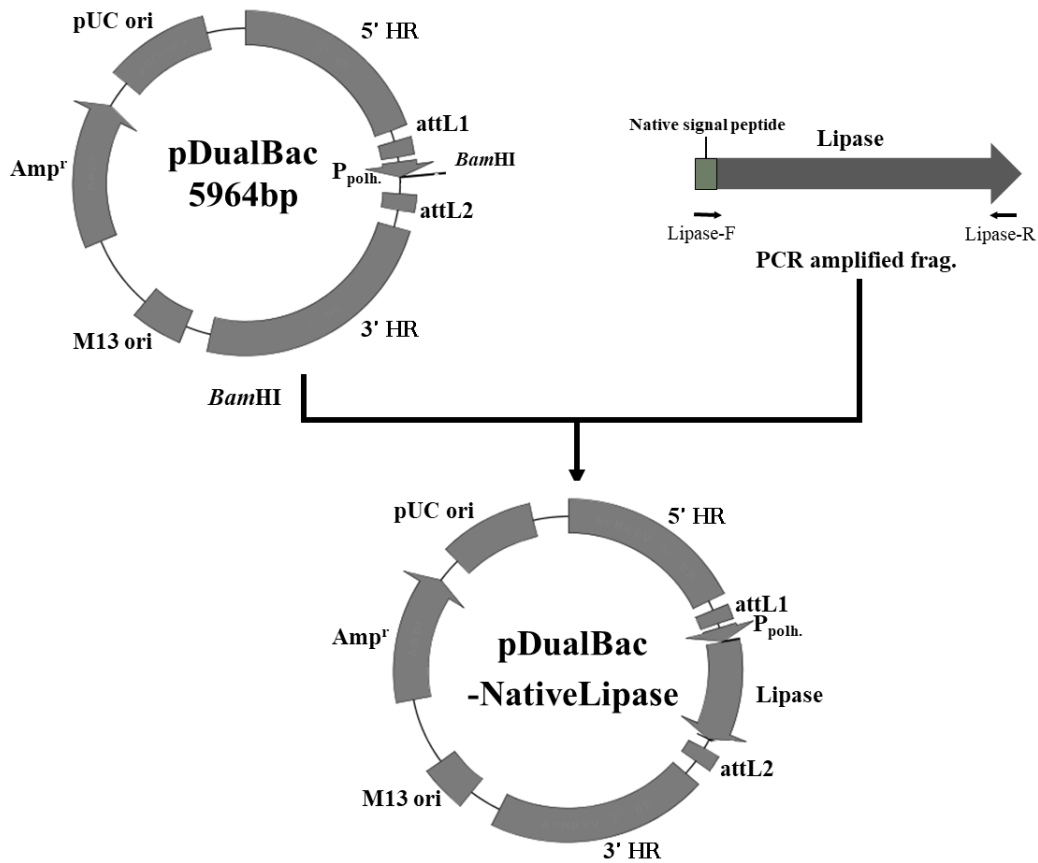 pUC ori
5' HR
attL1
pDualBac
5964bp
Amp^r
P_polh.
BamHI
attL2
M13 ori
3' HR
Native signal peptide
Lipase
Lipase-F
Lipase-R
PCR amplified frag.
BamHI
pUC ori
5' HR
attL1
P_polh.
Amp^r
pDualBac
-NativeLipase
Lipase
attL2
M13 ori
3' HR